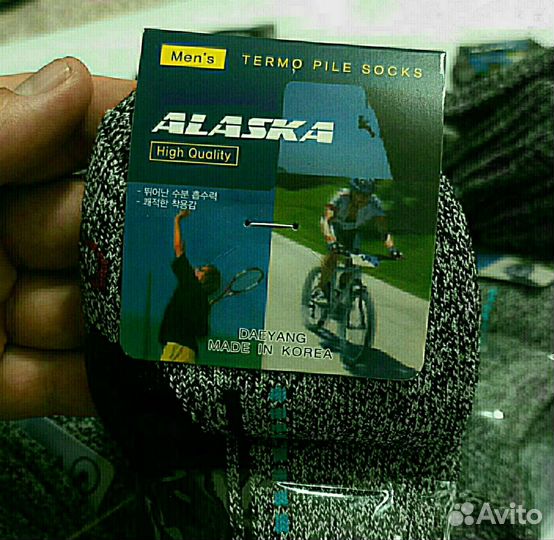 Men's
TERMO PILE SOCKS
ALASKA
High Quality
- 뛰어난 수분 흡수력
- 쾌적한 착용감
DAEYANG
MADE IN KOREA
Avito